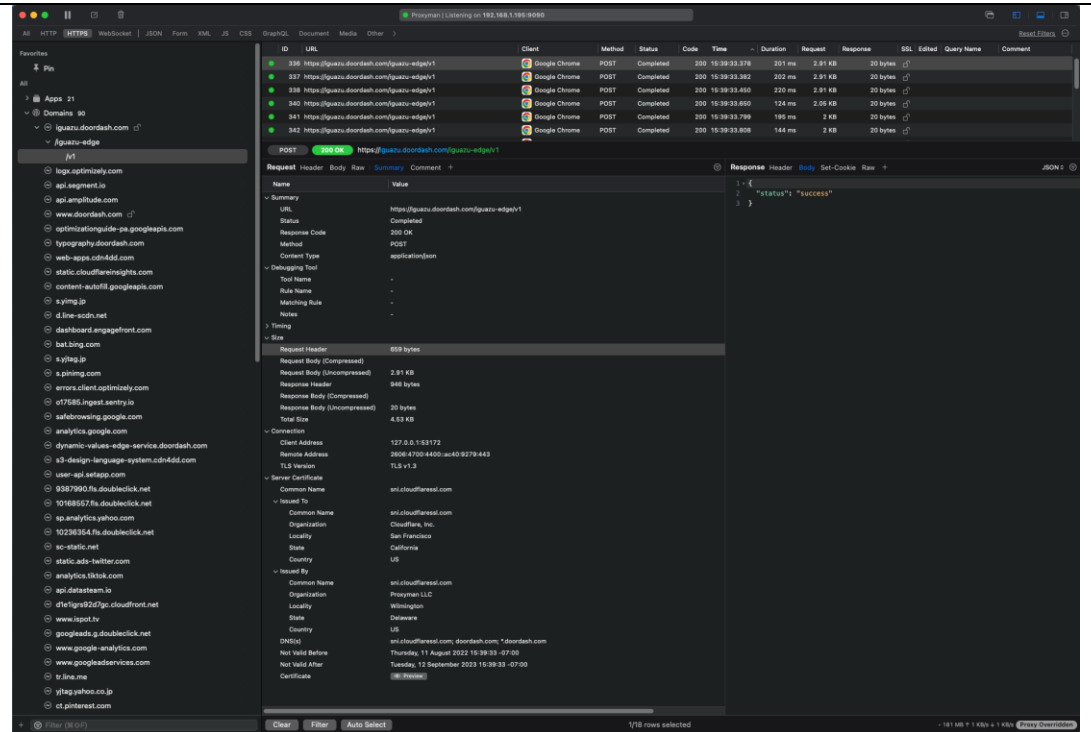 Proxyman | Listening on 192.168.1.195:9090
All HTTP HTTPS WebSocket JSON Form XML JS CSS GraphQL Document Media Other
Reset Filters
Favorites
Pin
All
Apps 21
Domains 90
iguazu.doordash.com
/iguazu-edge
/v1
logx.optimizely.com
api.segment.io
api.amplitude.com
www.doordash.com
optimizationguide-pa.googleapis.com
typography.doordash.com
web-apps.cdn4dd.com
static.cloudflareinsights.com
content-autofill.googleapis.com
s.yimg.jp
d.line-scdn.net
dashboard.engagefront.com
bat.bing.com
s.yjtag.jp
s.pinimg.com
errors.client.optimizely.com
o17585.ingest.sentry.io
safebrowsing.google.com
analytics.google.com
dynamic-values-edge-service.doordash.com
s3-design-language-system.cdn4dd.com
user-api.setapp.com
9387990.fls.doubleclick.net
10168557.fls.doubleclick.net
sp.analytics.yahoo.com
10236354.fls.doubleclick.net
sc-static.net
static.ads-twitter.com
analytics.tiktok.com
api.datasteam.io
d1e1igrs92d7gc.cloudfront.net
www.ispot.tv
googleads.g.doubleclick.net
www.google-analytics.com
www.googleadservices.com
tr.line.me
yjtag.yahoo.co.jp
ct.pinterest.com
Filter (⌘⇧F)
ID URL Client Method Status Code Time Duration Request Response SSL Edited Query Name Comment
336 https://iguazu.doordash.com/iguazu-edge/v1 Google Chrome POST Completed 200 15:39:33.378 201 ms 2.91 KB 20 bytes
337 https://iguazu.doordash.com/iguazu-edge/v1 Google Chrome POST Completed 200 15:39:33.382 202 ms 2.91 KB 20 bytes
338 https://iguazu.doordash.com/iguazu-edge/v1 Google Chrome POST Completed 200 15:39:33.450 220 ms 2.91 KB 20 bytes
340 https://iguazu.doordash.com/iguazu-edge/v1 Google Chrome POST Completed 200 15:39:33.650 124 ms 2.05 KB 20 bytes
341 https://iguazu.doordash.com/iguazu-edge/v1 Google Chrome POST Completed 200 15:39:33.799 195 ms 2 KB 20 bytes
342 https://iguazu.doordash.com/iguazu-edge/v1 Google Chrome POST Completed 200 15:39:33.808 144 ms 2 KB 20 bytes
POST 200 OK https://iguazu.doordash.com/iguazu-edge/v1
Request Header Body Raw Summary Comment +
Name Value
Summary
URL https://iguazu.doordash.com/iguazu-edge/v1
Status Completed
Response Code 200 OK
Method POST
Content Type application/json
Debugging Tool
Tool Name -
Rule Name -
Matching Rule -
Notes -
Timing
Size
Request Header 659 bytes
Request Body (Compressed)
Request Body (Uncompressed) 2.91 KB
Response Header 946 bytes
Response Body (Compressed)
Response Body (Uncompressed) 20 bytes
Total Size 4.53 KB
Connection
Client Address 127.0.0.1:53172
Remote Address 2606:4700:4400::ac40:9279:443
TLS Version TLS v1.3
Server Certificate
Common Name sni.cloudflaressl.com
Issued To
Common Name sni.cloudflaressl.com
Organization Cloudflare, Inc.
Locality San Francisco
State California
Country US
Issued By
Common Name sni.cloudflaressl.com
Organization Proxyman LLC
Locality Wilmington
State Delaware
Country US
DNS(s) sni.cloudflaressl.com; doordash.com; *.doordash.com
Not Valid Before Thursday, 11 August 2022 15:39:33 -07:00
Not Valid After Tuesday, 12 September 2023 15:39:33 -07:00
Certificate Preview
Response Header Body Set-Cookie Raw + JSON
1 {
2 "status": "success"
3 }
Clear Filter Auto Select 1/18 rows selected
- 181 MB ↑ 1 KB/s ↓ 1 KB/s Proxy Overridden